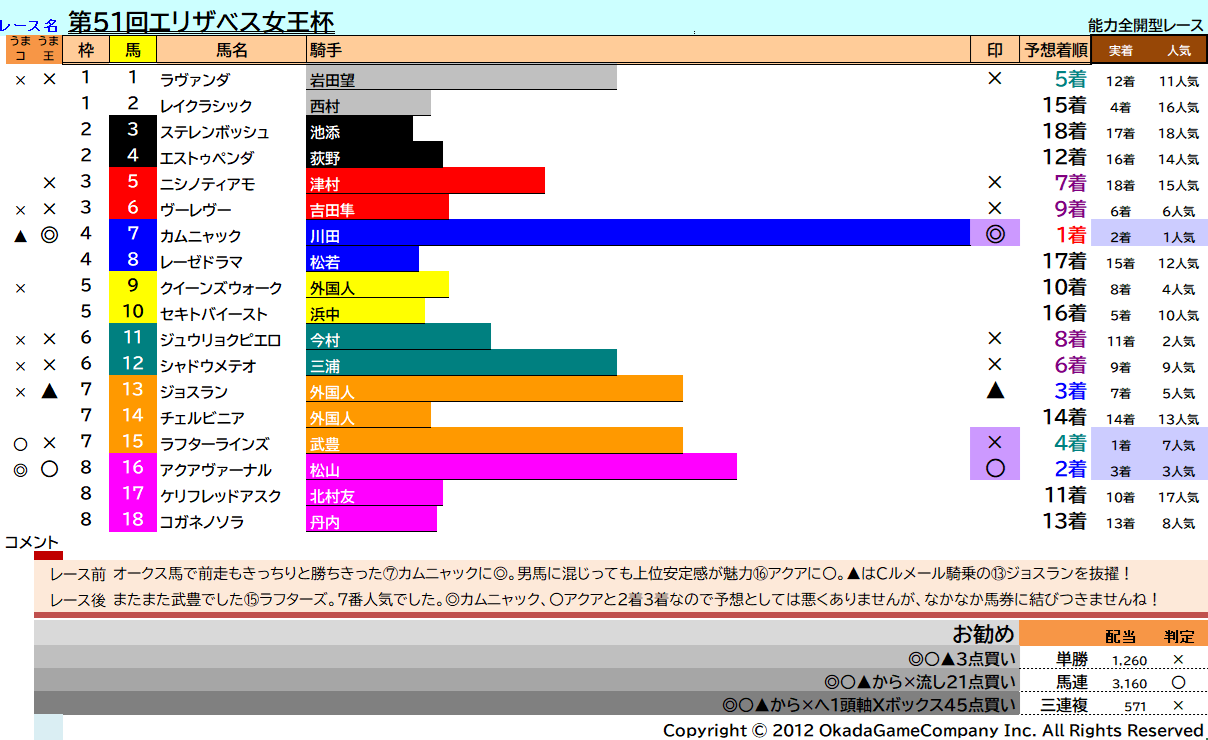 レース名 第51回エリザベス女王杯 能力全開型レース
うまコ うま王 枠 馬 馬名 騎手 印 予想着順 実着 人気
× × 1 1 ラヴァンダ 岩田望 × 5着 12着 11人気
1 2 レイクラシック 西村 15着 4着 16人気
2 3 ステレンボッシュ 池添 18着 17着 18人気
2 4 エストゥペンダ 荻野 12着 16着 14人気
× 3 5 ニシノティアモ 津村 × 7着 18着 15人気
× × 3 6 ヴーレヴー 吉田隼 × 9着 6着 6人気
▲ ◎ 4 7 カムニャック 川田 ◎ 1着 2着 1人気
4 8 レーゼドラマ 松若 17着 15着 12人気
× 5 9 クイーンズウォーク 外国人 10着 8着 4人気
5 10 セキトバイースト 浜中 16着 5着 10人気
× × 6 11 ジュウリョクピエロ 今村 × 8着 11着 2人気
× × 6 12 シャドウメテオ 三浦 × 6着 9着 9人気
× ▲ 7 13 ジョスラン 外国人 ▲ 3着 7着 5人気
7 14 チェルビニア 外国人 14着 14着 13人気
○ × 7 15 ラフターラインズ 武豊 × 4着 1着 7人気
◎ ○ 8 16 アクアヴァーナル 松山 ○ 2着 3着 3人気
8 17 ケリフレッドアスク 北村友 11着 10着 17人気
8 18 コガネノソラ 丹内 13着 13着 8人気
コメント
レース前 オークス馬で前走もきっちりと勝ちきった⑦カムニャックに◎。男馬に混じっても上位安定感が魅力⑯アクアに○。▲はCルメール騎乗の⑬ジョスランを抜擢！
レース後 またまた武豊でした⑮ラフターズ。7番人気でした。◎カムニャック、○アクアと2着3着なので予想としては悪くありませんが、なかなか馬券に結びつきませんね！
お勧め 配当 判定
◎○▲3点買い 単勝 1,260 ×
◎○▲から×流し21点買い 馬連 3,160 ○
◎○▲から×へ1頭軸Xボックス45点買い 三連複 571 ×
Copyright © 2012 OkadaGameCompany Inc. All Rights Reserved